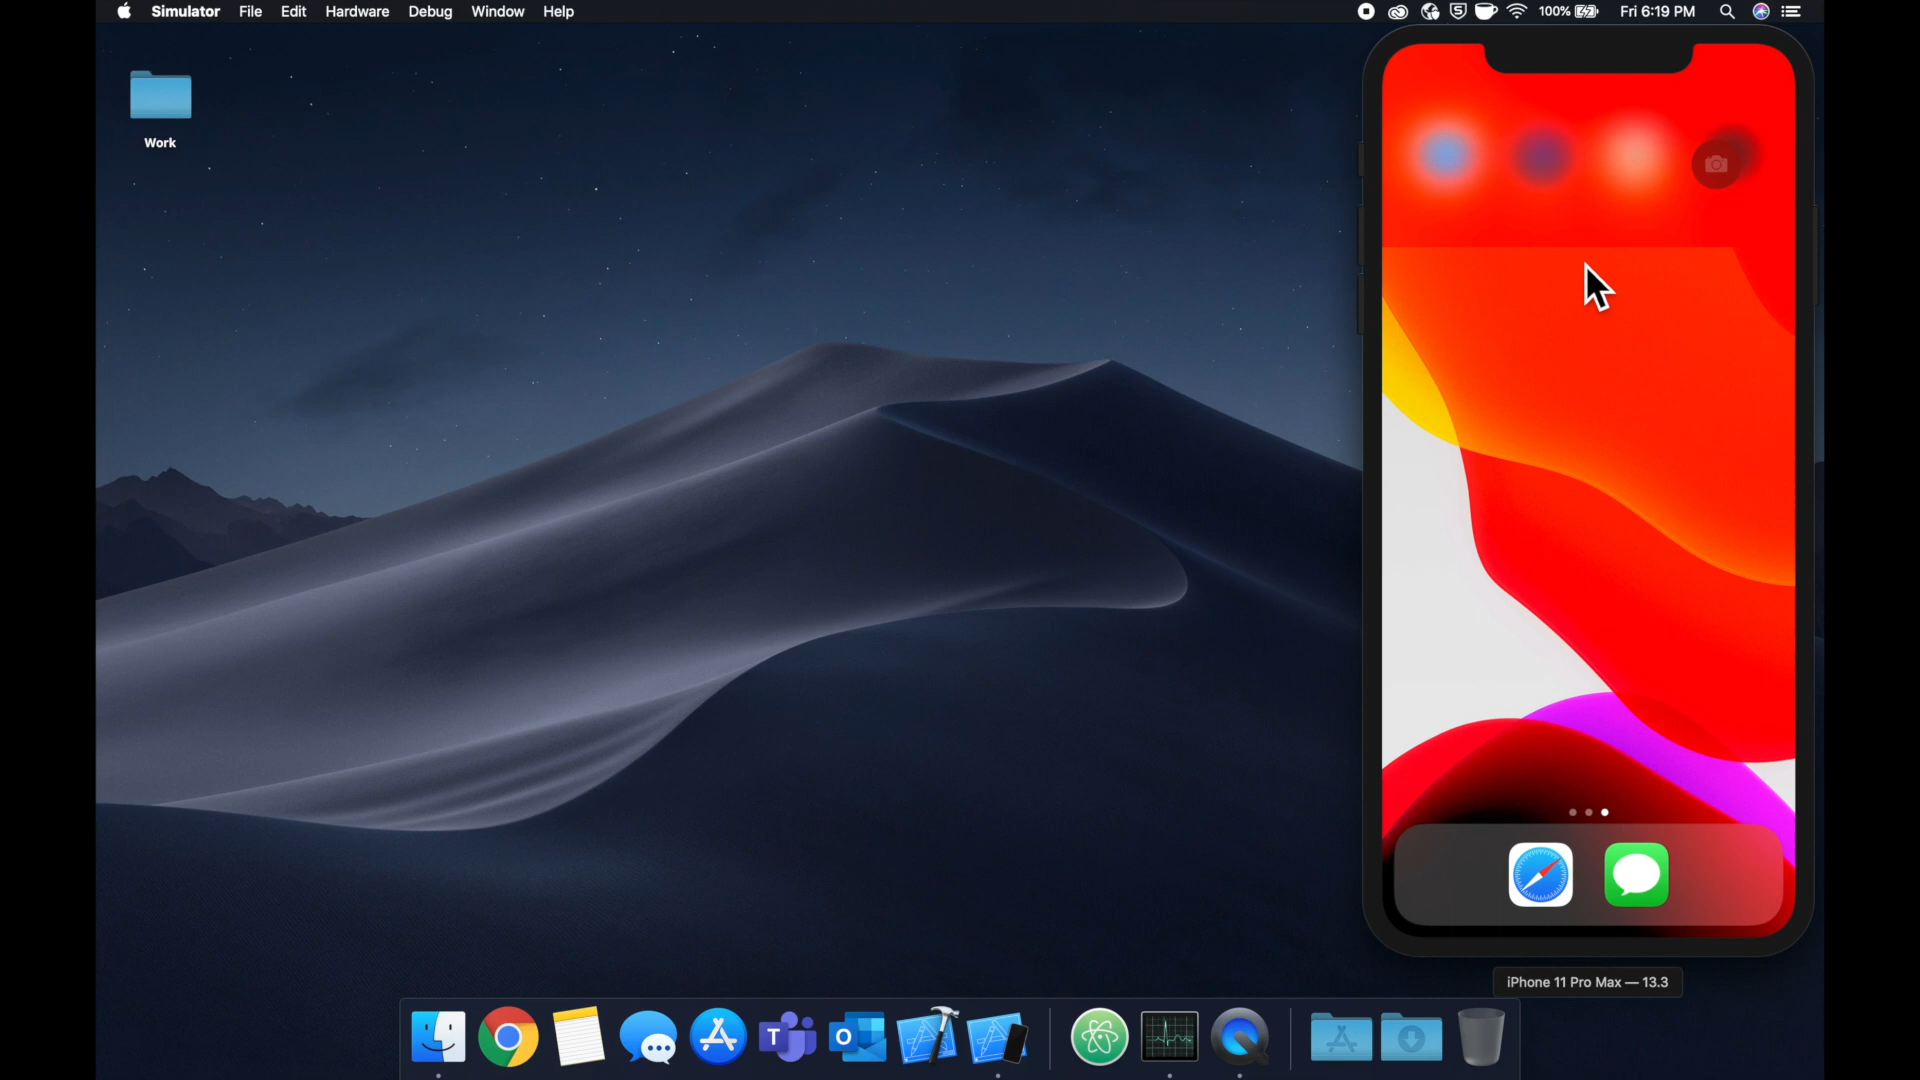 Simulator File Edit Hardware Debug Window Help 100% Fri 6:19 PM
Work
iPhone 11 Pro Max — 13.3
T
O